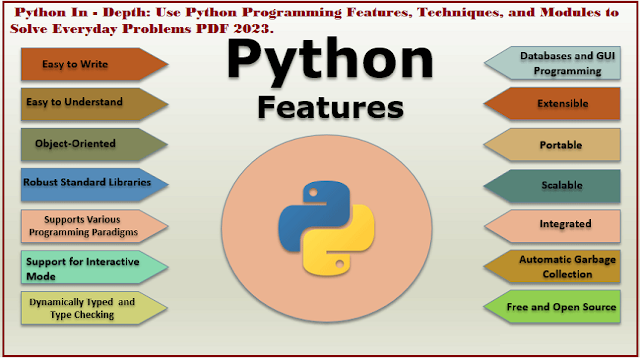 Python In - Depth: Use Python Programming Features, Techniques, and Modules to
Solve Everyday Problems PDF 2023.
Python
Features
Easy to Write
Easy to Understand
Object-Oriented
Robust Standard Libraries
Supports Various
Programming Paradigms
Support for Interactive
Mode
Dynamically Typed and
Type Checking
Databases and GUI
Programming
Extensible
Portable
Scalable
Integrated
Automatic Garbage
Collection
Free and Open Source